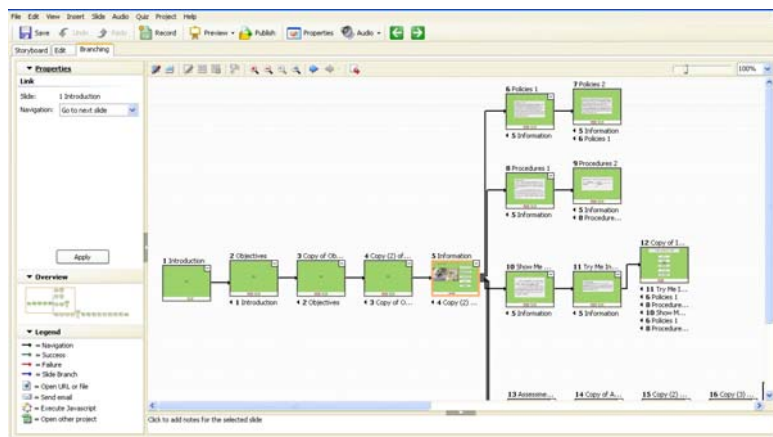 File Edit View Insert Slide Audio Quiz Project Help
Save Undo Redo Record Preview Publish Properties Audio
Storyboard Edit Branching
Properties
Link
Slide: 1 Introduction
Navigation: Go to next slide
Apply
Overview
Legend
= Navigation
= Success
= Failure
= Slide Branch
= Open URL or file
= Send email
= Execute Javascript
= Open other project
100%
6 Policies 1
5 Information
7 Policies 2
5 Information
6 Policies 1
8 Procedures 1
5 Information
9 Procedures 2
5 Information
8 Procedure...
1 Introduction
2 Objectives
1 Introduction
3 Copy of Ob...
2 Objectives
4 Copy (2) of...
3 Copy of O...
5 Information
4 Copy (2) ...
10 Show Me ...
5 Information
11 Try Me In...
5 Information
12 Copy of I...
11 Try Me I...
6 Policies 1
8 Procedure...
10 Show M...
6 Policies 1
8 Procedure...
13 Assessme...
14 Copy of A...
15 Copy (2) ...
16 Copy (3) ...
Click to add notes for the selected slide